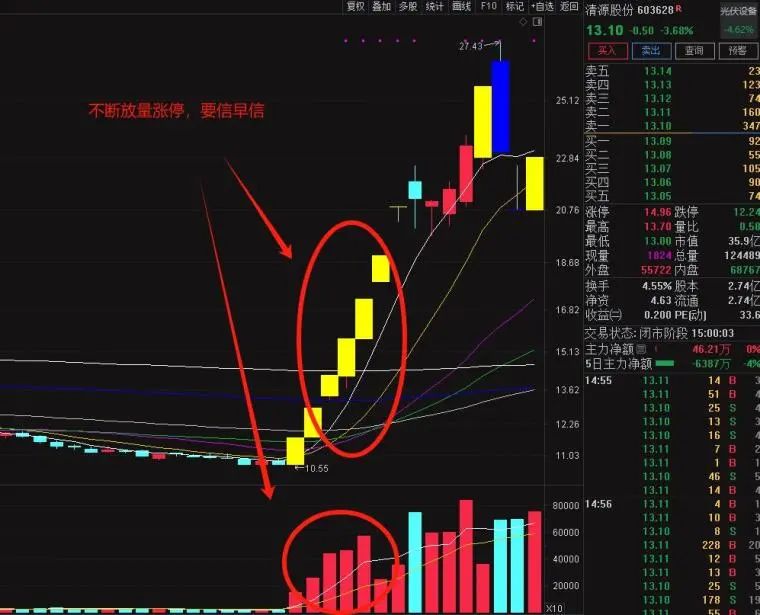 复权 叠加 多股 统计 画线 F10 标记 +自选 返回
清源股份 603628 R 光伏设备
13.10 -0.50 -3.68% -4.62%
买入 卖出 查询 预警
27.43
不断放量涨停，要信早信
25.12
22.84
20.76
18.68
16.82
15.13
13.62
12.26
11.03
←10.55
80000
60000
40000
20000
X10
卖五 13.14 23
卖四 13.13 123
卖三 13.12 74
卖二 13.11 160
卖一 13.10 347
买一 13.09 92
买二 13.08 55
买三 13.07 105
买四 13.06 90
买五 13.05 74
涨停 14.96 跌停 12.24
最高 13.70 量比 0.58
最低 13.00 市值 35.9亿
现量 1824 总量 124489
外盘 55722 内盘 68767
换手 4.55% 股本 2.74亿
净资 4.63 流通 2.74亿
收益㈢ 0.200 PE[动] 33.6
交易状态: 闭市阶段 15:00:03
主力净额 46.21万 0%
5日主力净额 -6387万 -4%
14:55 13.11 14 B 3
13.11 51 B 4
13.10 25 S 4
13.10 13 S
13.10 16 S
13.11 7 B
13.11 1 B
13.10 46 S 5
13.11 14 B 4
14:56 13.11 4 B
13.11 10 B 3
13.10 8 S
13.11 228 B 20
13.11 12 B 5
13.11 13 B 3
13.10 25 S 5
13.10 178 S 19
13.11 6 B